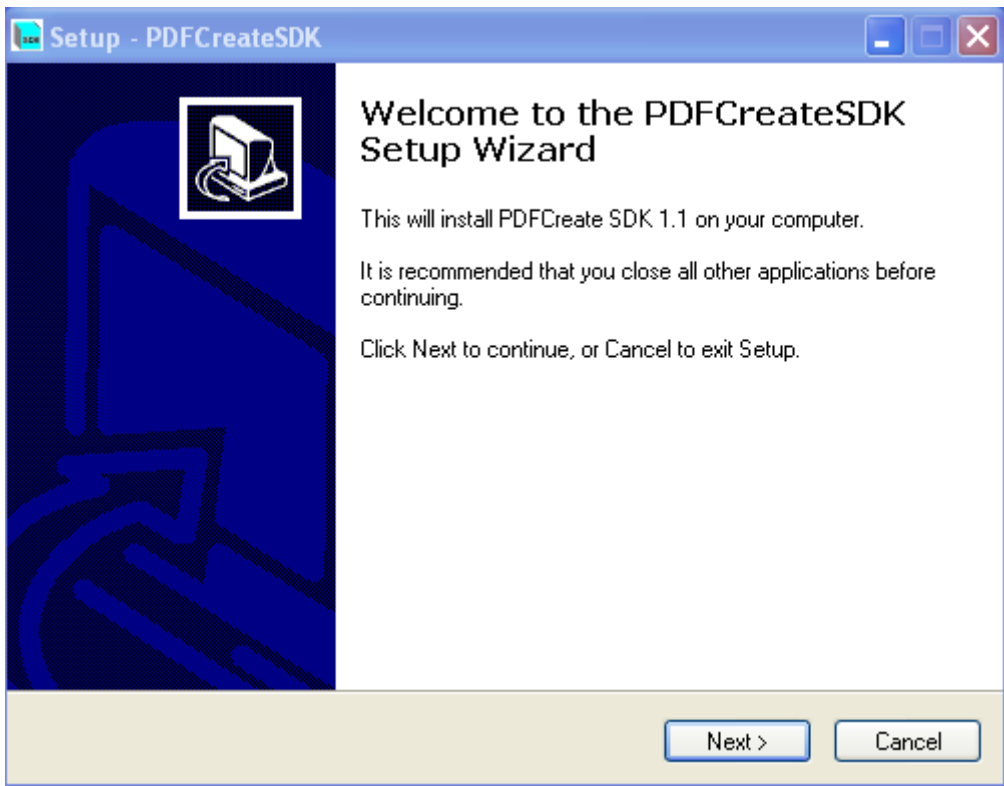 Setup - PDFCreateSDK
Welcome to the PDFCreateSDK
Setup Wizard
This will install PDFCreate SDK 1.1 on your computer.
It is recommended that you close all other applications before
continuing.
Click Next to continue, or Cancel to exit Setup.
Next >
Cancel